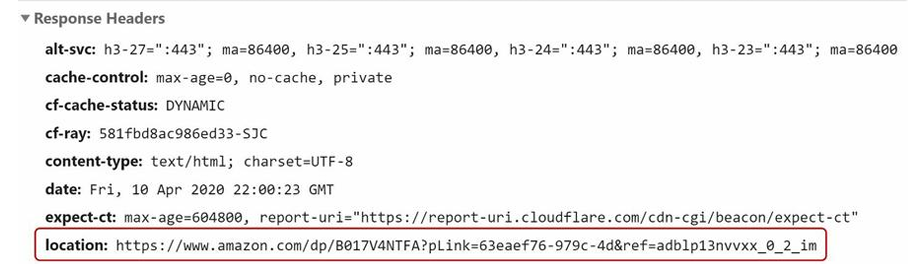 Response Headers
alt-svc: h3-27=":443"; ma=86400, h3-25=":443"; ma=86400, h3-24=":443"; ma=86400, h3-23=":443"; ma=86400
cache-control: max-age=0, no-cache, private
cf-cache-status: DYNAMIC
cf-ray: 581fbd8ac986ed33-SJC
content-type: text/html; charset=UTF-8
date: Fri, 10 Apr 2020 22:00:23 GMT
expect-ct: max-age=604800, report-uri="https://report-uri.cloudflare.com/cdn-cgi/beacon/expect-ct"
location: https://www.amazon.com/dp/B017V4NTFA?pLink=63eaef76-979c-4d&ref=adblp13nvvxx_0_2_im